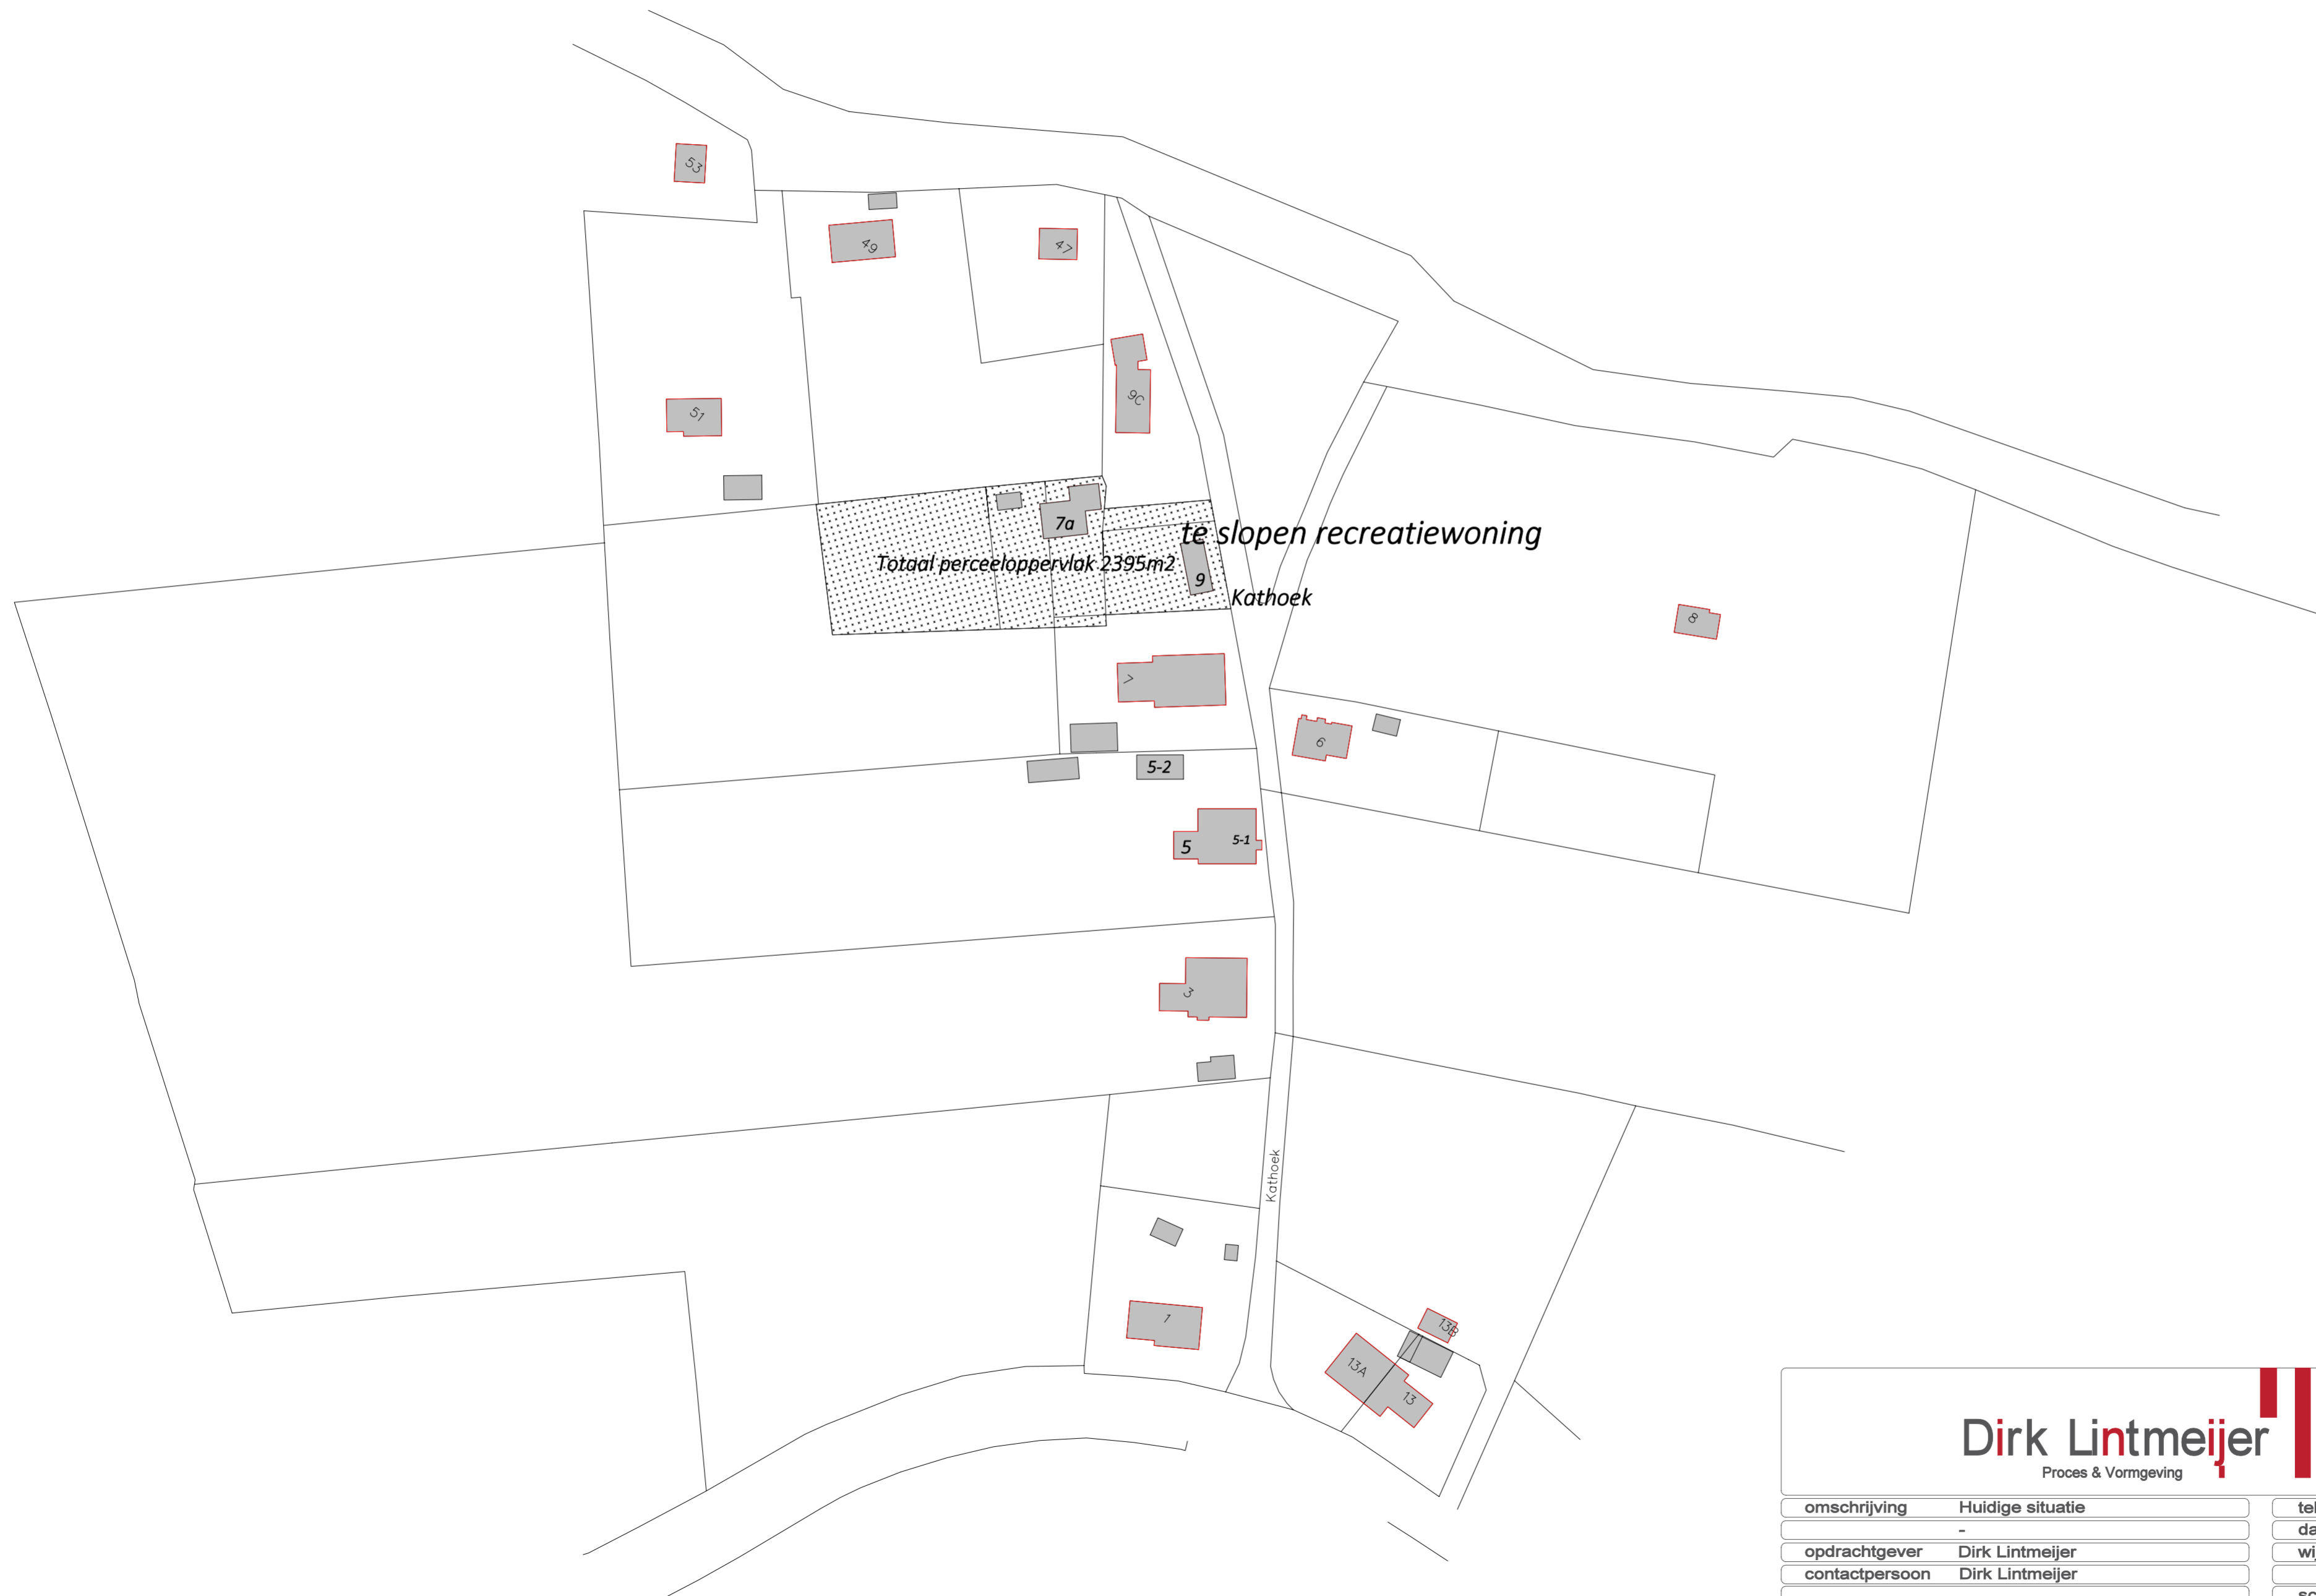 53
49
47
9C
51
7a
te slopen recreatiewoning
Totaal perceeloppervlak 2395m2
9
Kathoek
8
7
6
5-2
5
5-1
3
Kathoek
1
13B
13A
13
Dirk Lintmeijer
Proces & Vormgeving
omschrijving Huidige situatie
-
opdrachtgever Dirk Lintmeijer
contactpersoon Dirk Lintmeijer